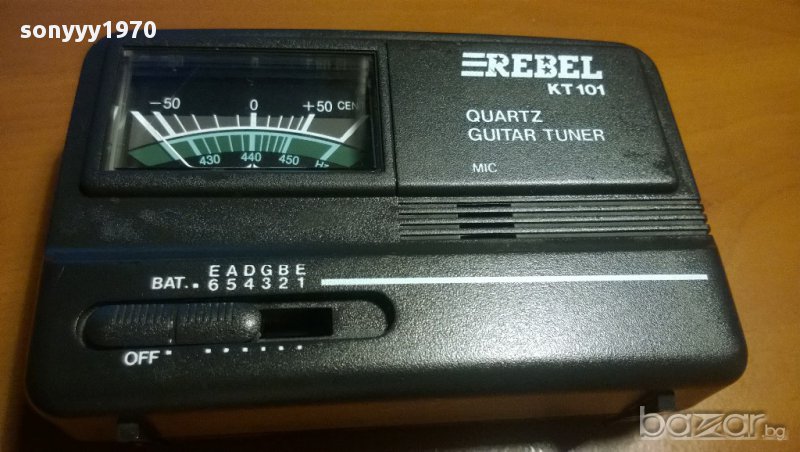 sonyyy1970
REBEL
KT 101
QUARTZ
GUITAR TUNER
MIC
-50 0 +50 CEN
430 440 450 Hz
E A D G B E
BAT. . 6 5 4 3 2 1
OFF
bazar.bg